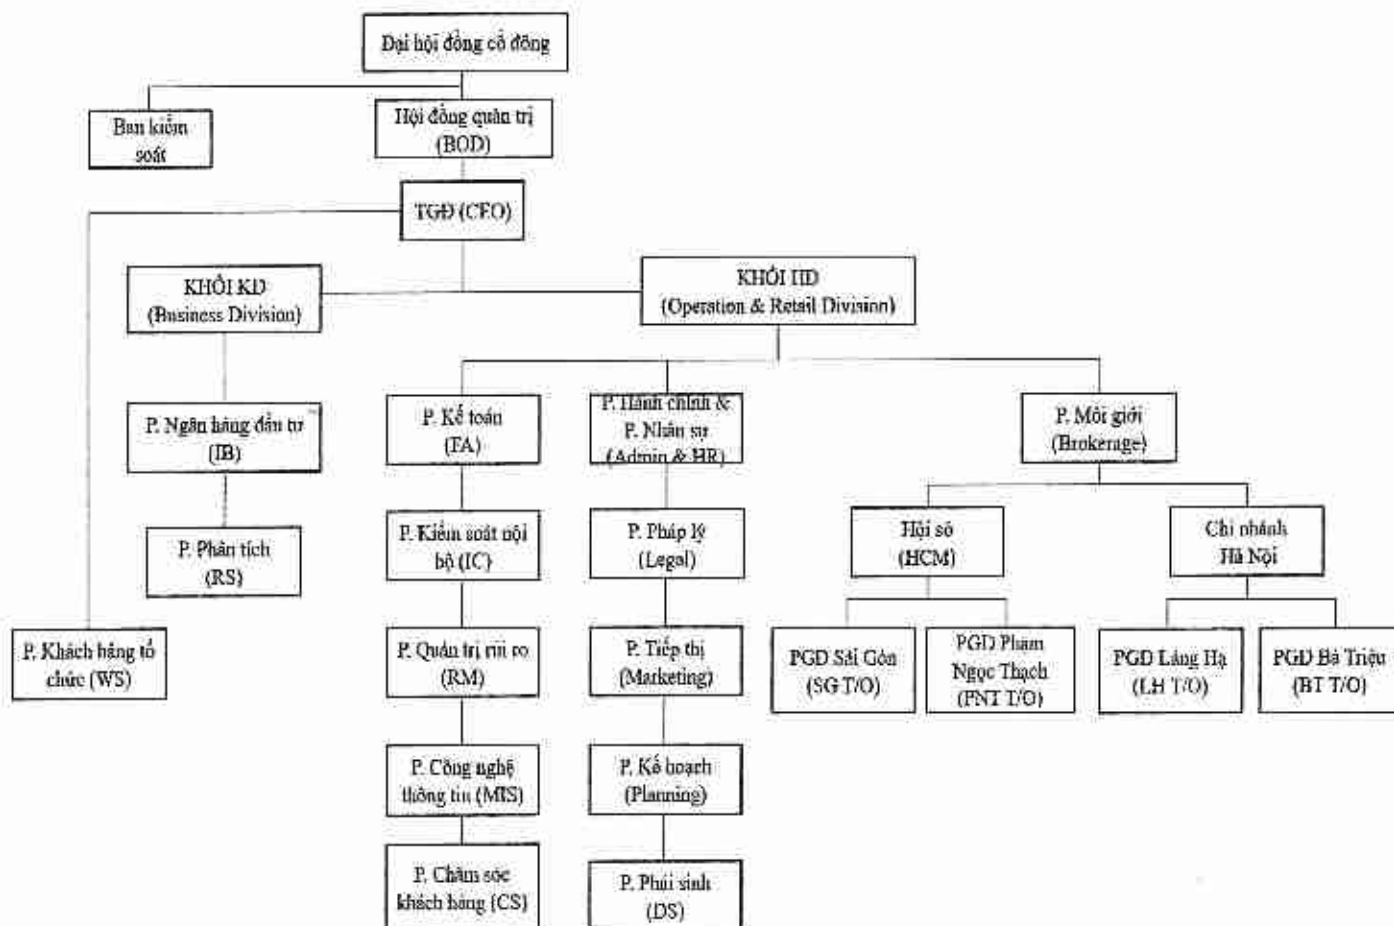 Đại hội đồng cổ đông
Ban kiểm
soát
Hội đồng quản trị
(BOD)
TGĐ (CEO)
KHỐI KD
(Business Division)
KHỐI HD
(Operation & Retail Division)
P. Ngân hàng đầu tư
(IB)
P. Kế toán
(FA)
P. Hành chính &
P. Nhân sự
(Admin & HR)
P. Môi giới
(Brokerage)
P. Phân tích
(RS)
P. Kiểm soát nội
bộ (IC)
P. Pháp lý
(Legal)
Hội sở
(HCM)
Chi nhánh
Hà Nội
P. Khách hàng tổ
chức (WS)
P. Quản trị rủi ro
(RM)
P. Tiếp thị
(Marketing)
PGD Sài Gòn
(SG T/O)
PGD Phạm
Ngọc Thạch
(PNT T/O)
PGD Láng Hạ
(LH T/O)
PGD Bà Triệu
(BT T/O)
P. Công nghệ
thông tin (MIS)
P. Kế hoạch
(Planning)
P. Chăm sóc
khách hàng (CS)
P. Phái sinh
(DS)